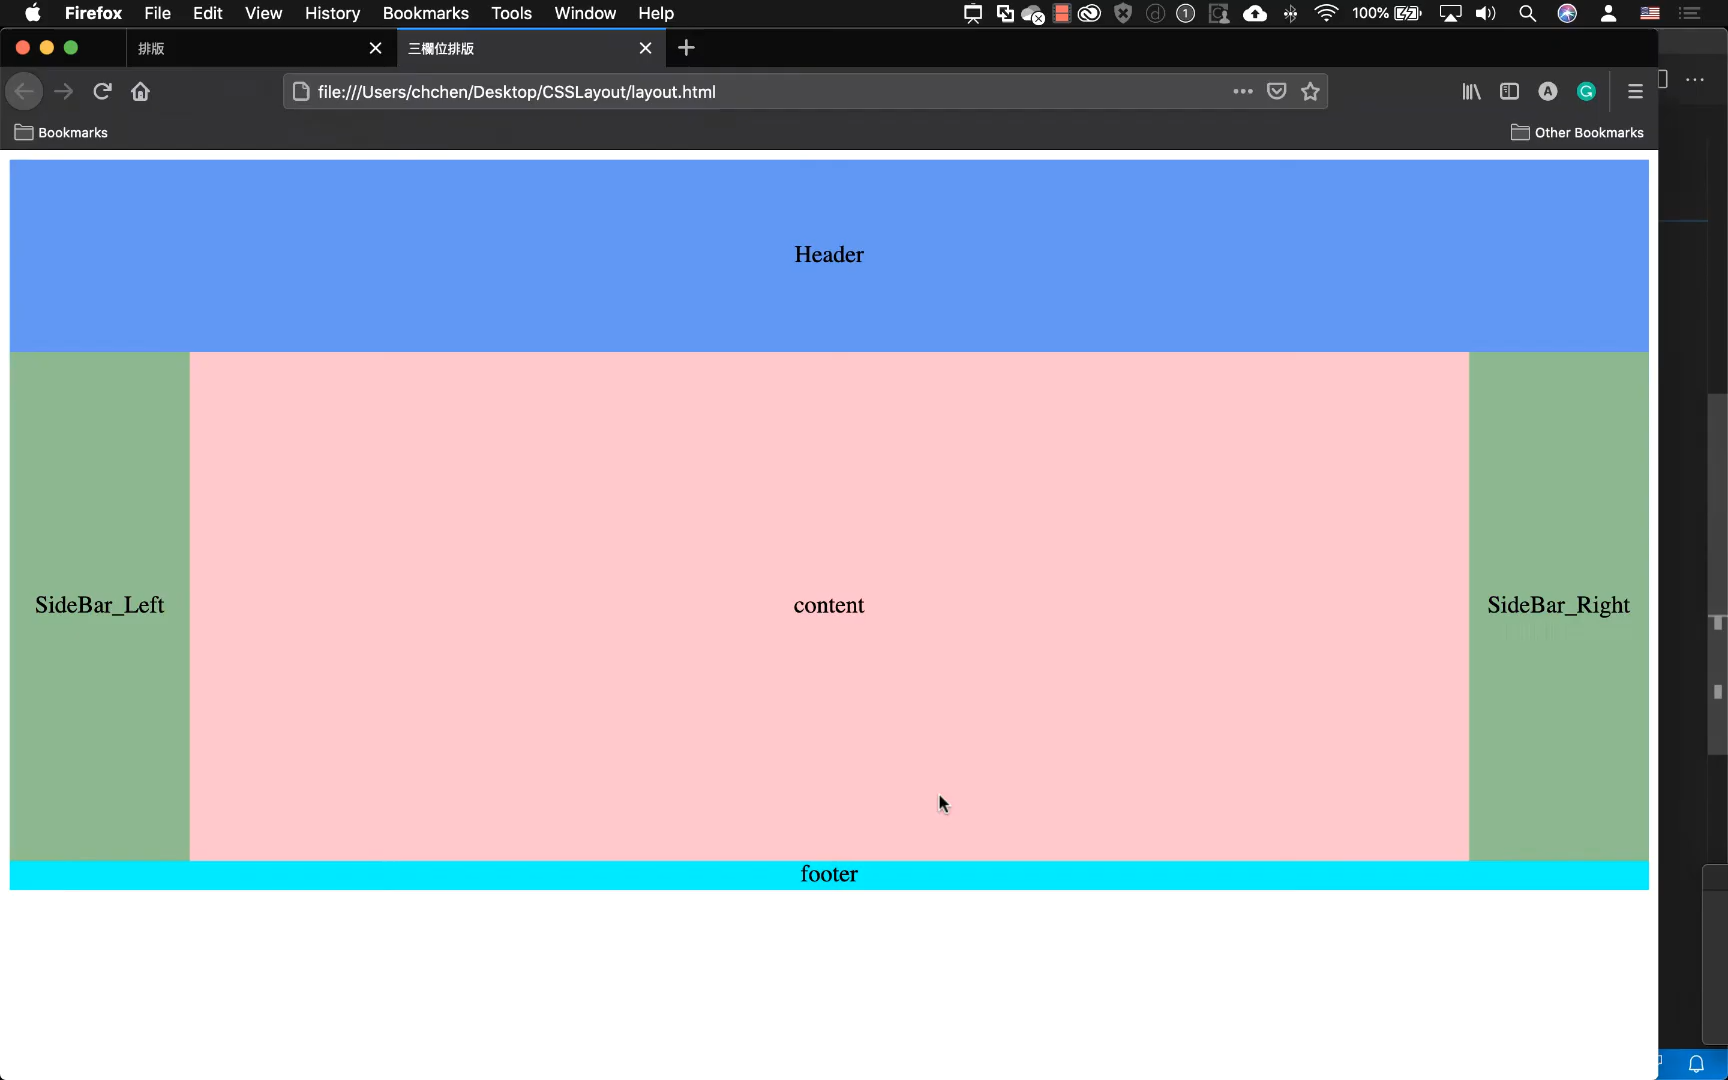 Firefox File Edit View History Bookmarks Tools Window Help 100%
排版 三欄位排版
file:///Users/chchen/Desktop/CSSLayout/layout.html
Bookmarks Other Bookmarks
Header
SideBar_Left content SideBar_Right
footer